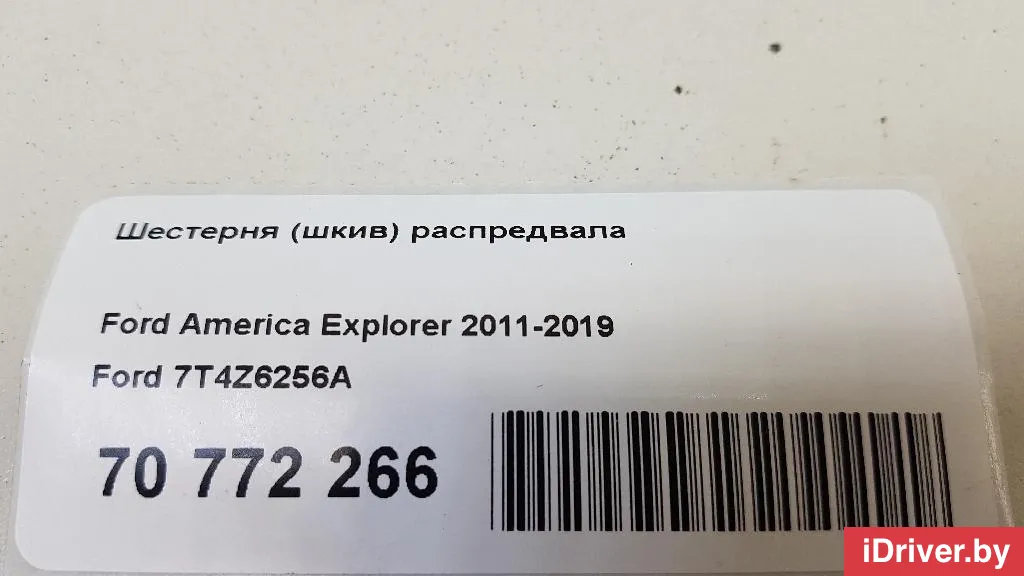 Шестерня (шкив) распредвала
Ford America Explorer 2011-2019
Ford 7T4Z6256A
70 772 266
iDriver.by